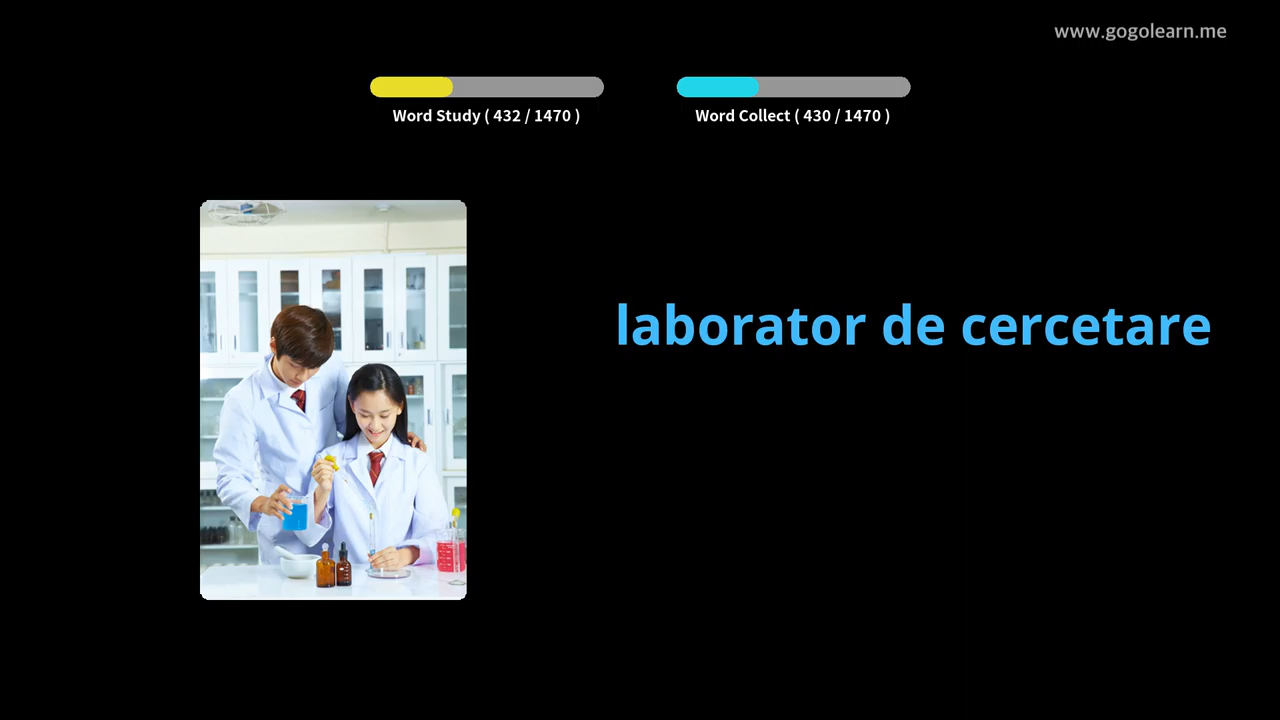 www.gogolearn.me
Word Study ( 432 / 1470 )
Word Collect ( 430 / 1470 )
laborator de cercetare